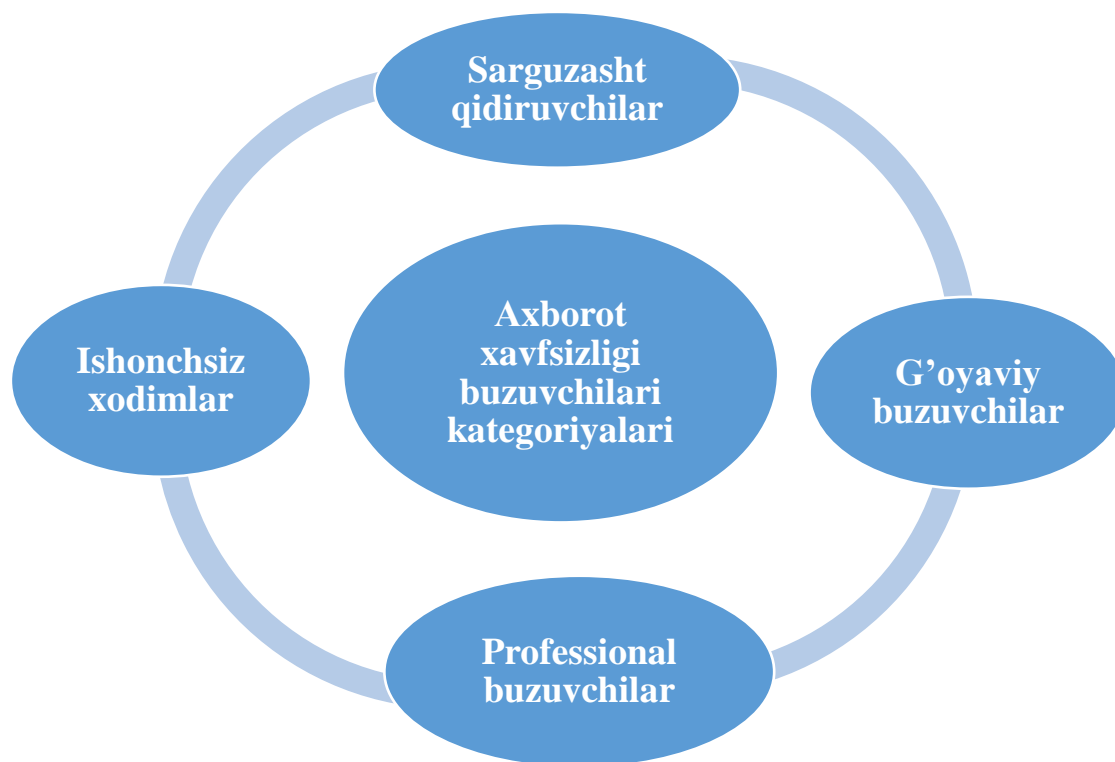 Sarguzasht
qidiruvchilar
Axborot
xavfsizligi
buzuvchilari
kategoriyalari
Ishonchsiz
xodimlar
G’oyaviy
buzuvchilar
Professional
buzuvchilar